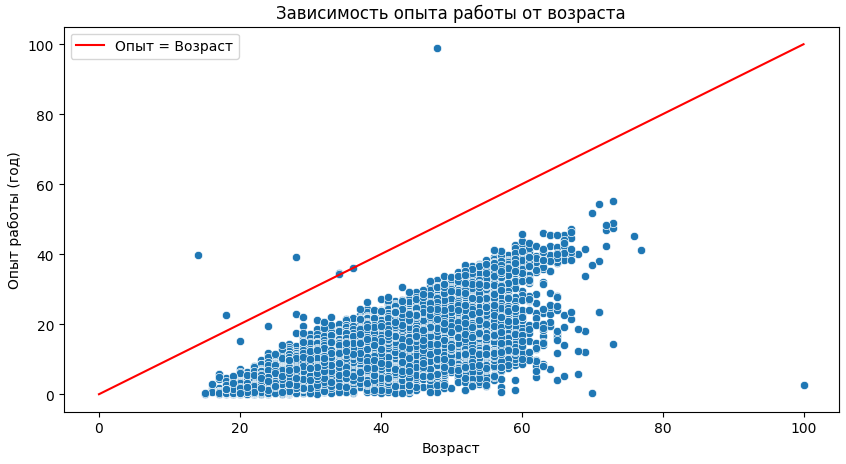 Зависимость опыта работы от возраста
Опыт = Возраст
100
80
60
40
20
0
Опыт работы (год)
0 20 40 60 80 100
Возраст